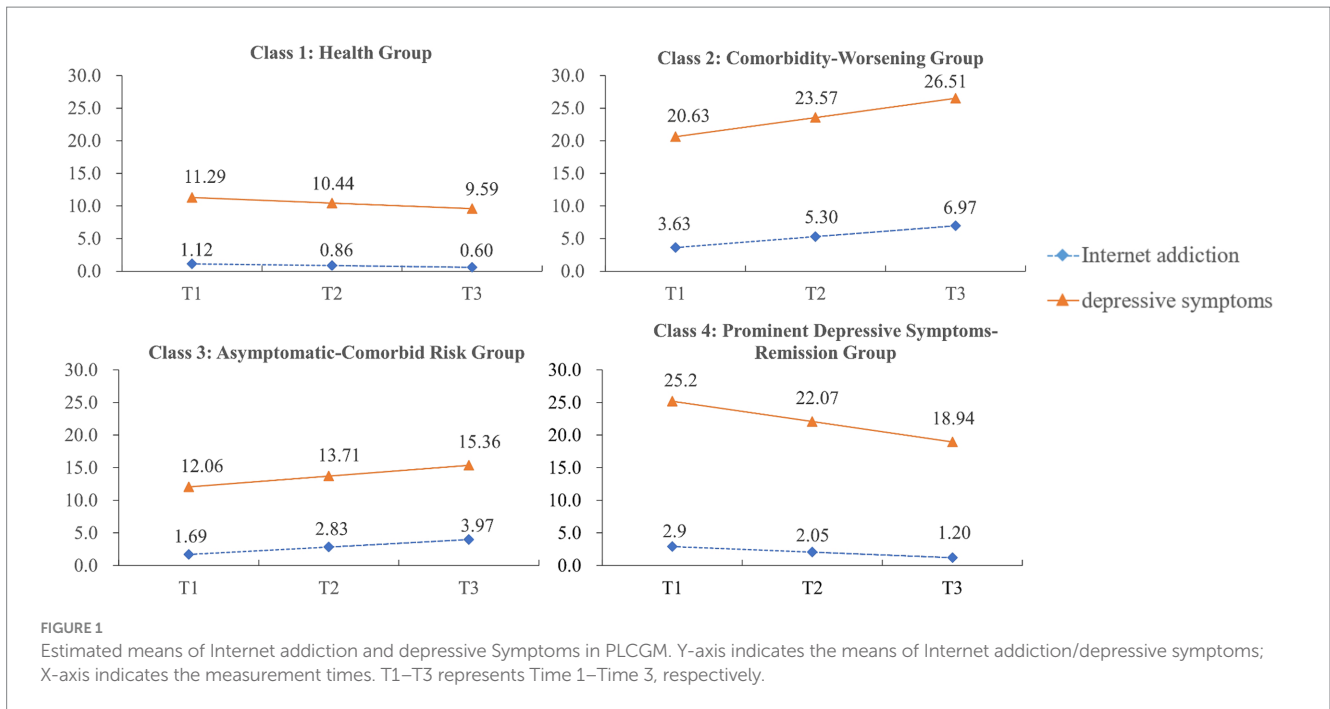 Class 1: Health Group
30.0
25.0
20.0
15.0
10.0
5.0
0.0
11.29
10.44
9.59
1.12
0.86
0.60
T1
T2
T3
Class 2: Comorbidity-Worsening Group
30.0
25.0
20.0
15.0
10.0
5.0
0.0
20.63
23.57
26.51
3.63
5.30
6.97
T1
T2
T3
Internet addiction
depressive symptoms
Class 3: Asymptomatic-Comorbid Risk Group
30.0
25.0
20.0
15.0
10.0
5.0
0.0
12.06
13.71
15.36
1.69
2.83
3.97
T1
T2
T3
Class 4: Prominent Depressive Symptoms-
Remission Group
30.0
25.0
20.0
15.0
10.0
5.0
0.0
25.2
22.07
18.94
2.9
2.05
1.20
T1
T2
T3
FIGURE 1
Estimated means of Internet addiction and depressive Symptoms in PLCGM. Y-axis indicates the means of Internet addiction/depressive symptoms;
X-axis indicates the measurement times. T1–T3 represents Time 1–Time 3, respectively.